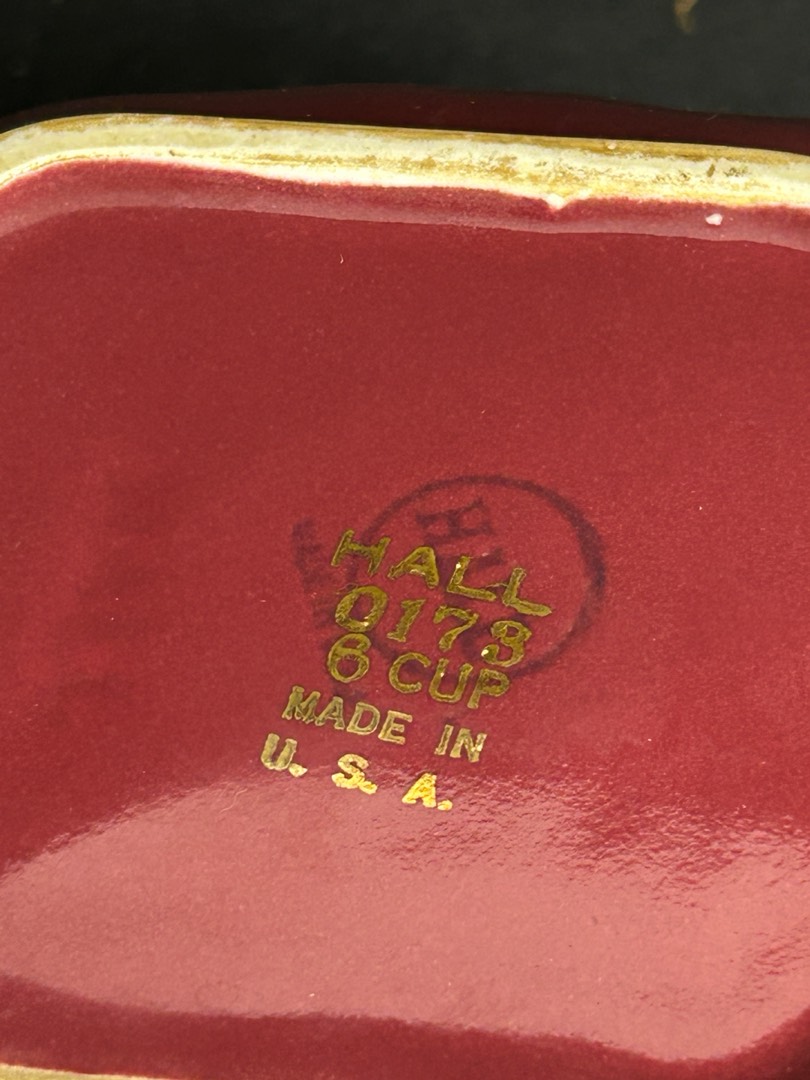 HALL
0173
6 CUP
MADE IN
U. S. A.